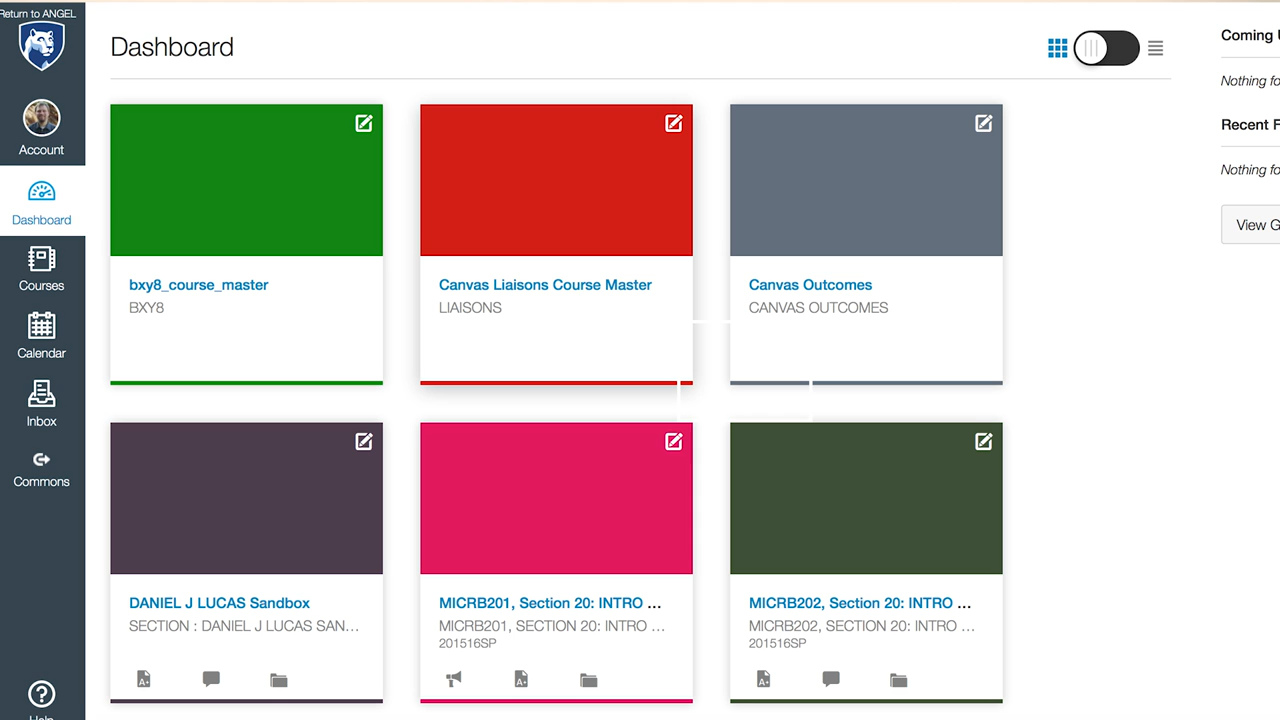 Return to ANGEL
Account
Dashboard
Courses
Calendar
Inbox
Commons
Help
Dashboard
bxy8_course_master
BXY8
Canvas Liaisons Course Master
LIAISONS
Canvas Outcomes
CANVAS OUTCOMES
DANIEL J LUCAS Sandbox
SECTION : DANIEL J LUCAS SAN...
MICRB201, Section 20: INTRO ...
MICRB201, SECTION 20: INTRO ...
201516SP
MICRB202, Section 20: INTRO ...
MICRB202, SECTION 20: INTRO ...
201516SP
Coming
Nothing fo
Recent F
Nothing fo
View G